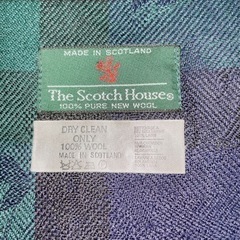 MADE IN SCOTLAND
The Scotch House®
100% PURE NEW WOOL
DRY CLEAN
ONLY
100% WOOL
MADE IN SCOTLAND